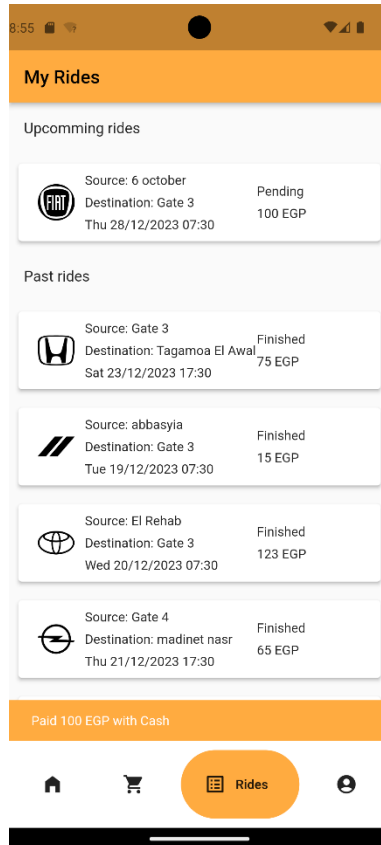 8:55
My Rides
Upcomming rides
FIAT
Source: 6 october
Destination: Gate 3
Thu 28/12/2023 07:30
Pending
100 EGP
Past rides
Source: Gate 3
Destination: Tagamoa El Awal
Sat 23/12/2023 17:30
Finished
75 EGP
Source: abbasyia
Destination: Gate 3
Tue 19/12/2023 07:30
Finished
15 EGP
Source: El Rehab
Destination: Gate 3
Wed 20/12/2023 07:30
Finished
123 EGP
Source: Gate 4
Destination: madinet nasr
Thu 21/12/2023 17:30
Finished
65 EGP
Paid 100 EGP with Cash
Rides